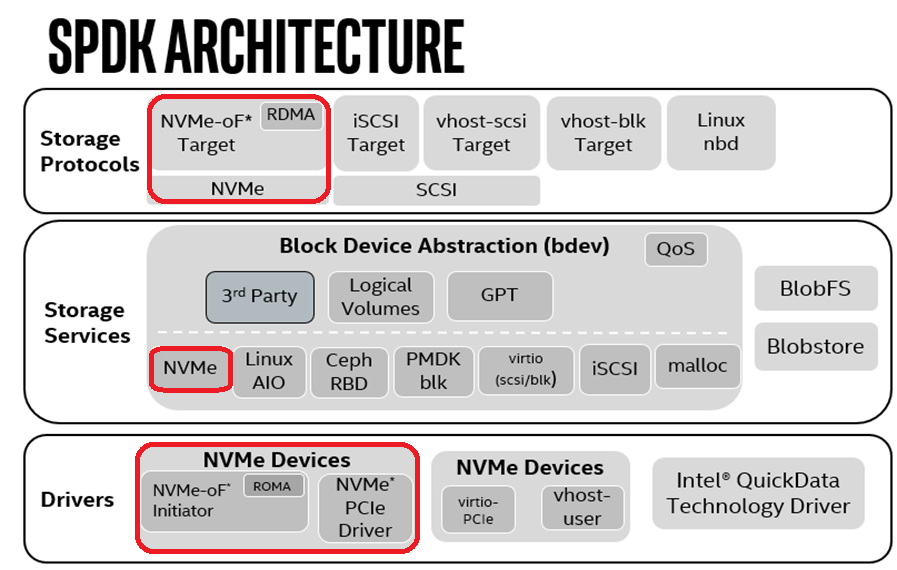 SPDK ARCHITECTURE
Storage
Protocols
NVMe-oF* RDMA
Target
NVMe
iSCSI
Target
vhost-scsi
Target
SCSI
vhost-blk
Target
Linux
nbd
Storage
Services
Block Device Abstraction (bdev)
QoS
3rd Party
Logical
Volumes
GPT
NVMe
Linux
AIO
Ceph
RBD
PMDK
blk
virtio
(scsi/blk)
iSCSI
malloc
BlobFS
Blobstore
Drivers
NVMe Devices
NVMe-oF* ROMA
Initiator
NVMe*
PCIe
Driver
NVMe Devices
virtio-
PCIe
vhost-
user
Intel® QuickData
Technology Driver